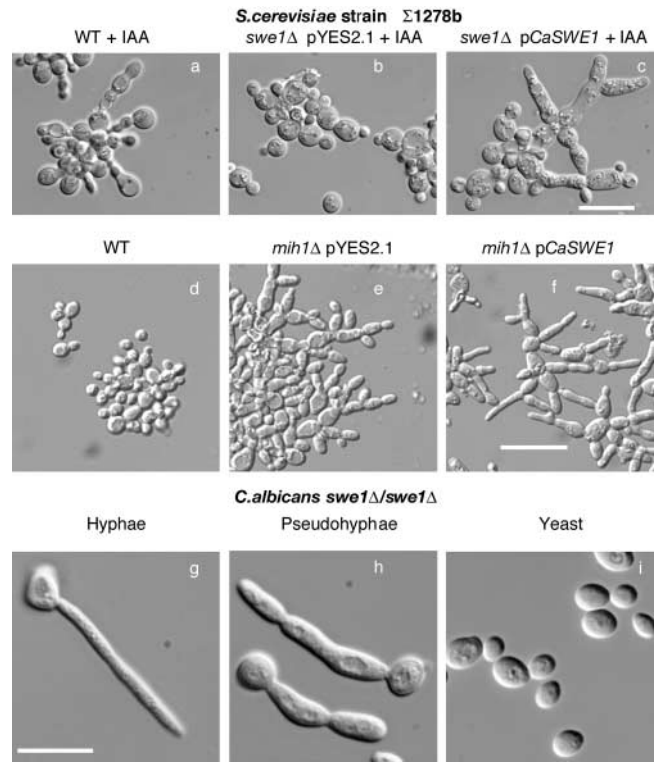 S.cerevisiae strain Σ1278b
WT + IAA
swe1Δ pYES2.1 + IAA
swe1Δ pCaSWE1 + IAA
a
b
c
WT
mih1Δ pYES2.1
mih1Δ pCaSWE1
d
e
f
C.albicans swe1Δ/swe1Δ
Hyphae
Pseudohyphae
Yeast
g
h
i